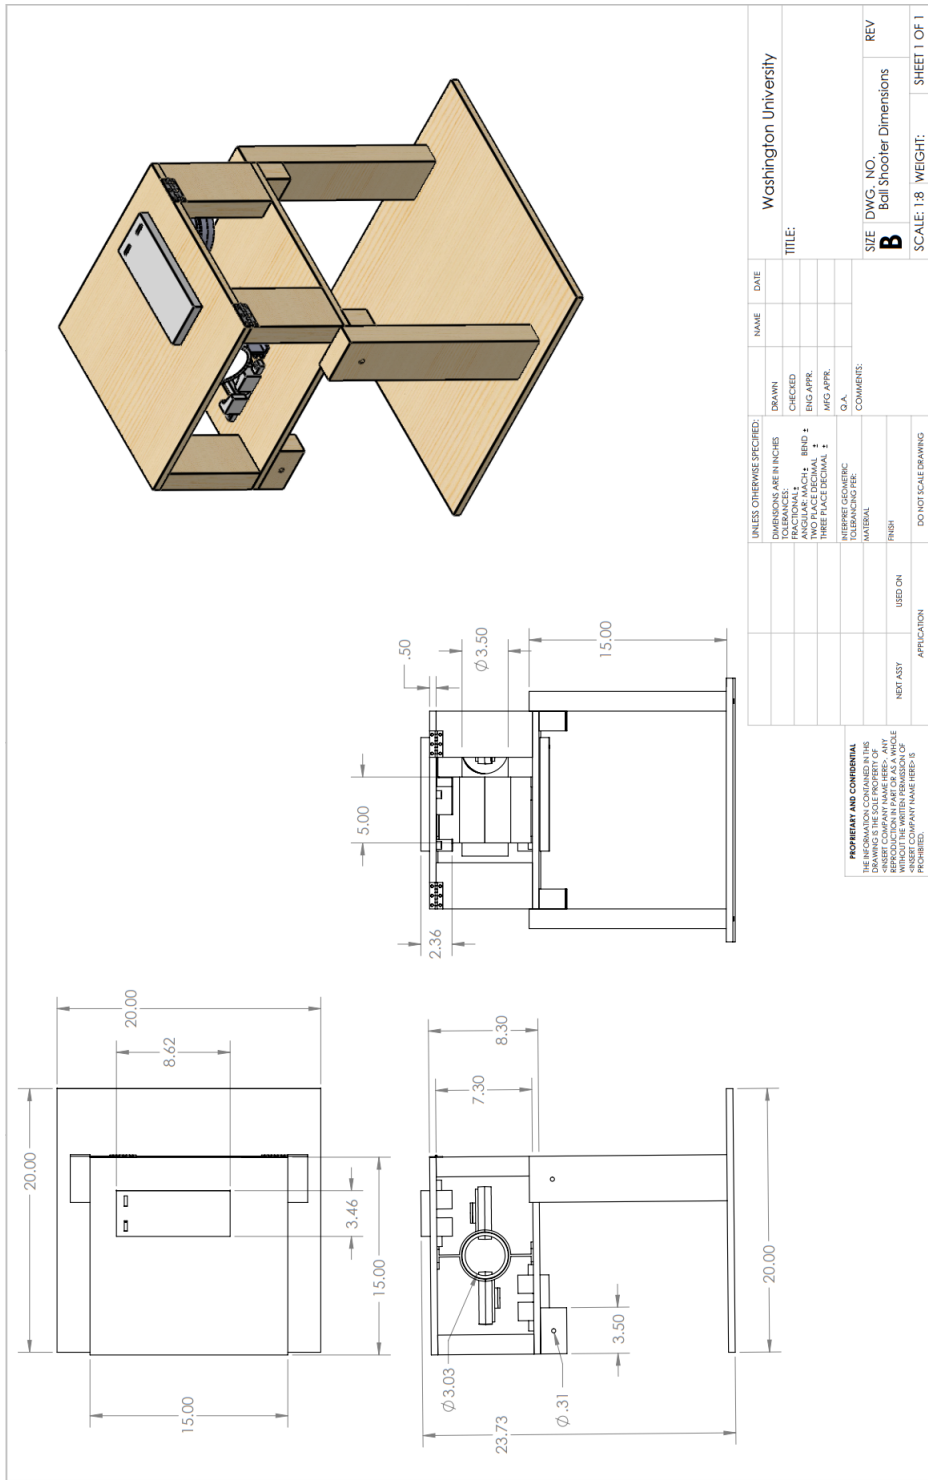 20.00
20.00
8.62
3.46
15.00
15.00
8.30
7.30
Ø3.03
Ø.31
3.50
23.73
20.00
5.00
.50
2.36
Ø3.50
15.00
PROPRIETARY AND CONFIDENTIAL
THE INFORMATION CONTAINED IN THIS
DRAWING IS THE SOLE PROPERTY OF
<INSERT COMPANY NAME HERE>. ANY
REPRODUCTION IN PART OR AS A WHOLE
WITHOUT THE WRITTEN PERMISSION OF
<INSERT COMPANY NAME HERE> IS
PROHIBITED.
NEXT ASSY
USED ON
APPLICATION
UNLESS OTHERWISE SPECIFIED:
DIMENSIONS ARE IN INCHES
TOLERANCES:
FRACTIONAL±
ANGULAR: MACH± BEND ±
TWO PLACE DECIMAL ±
THREE PLACE DECIMAL ±
INTERPRET GEOMETRIC
TOLERANCING PER:
MATERIAL
FINISH
DO NOT SCALE DRAWING
NAME
DATE
DRAWN
CHECKED
ENG APPR.
MFG APPR.
Q.A.
COMMENTS:
Washington University
TITLE:
SIZE
B
DWG. NO.
Ball Shooter Dimensions
REV
SCALE: 1:8
WEIGHT:
SHEET 1 OF 1